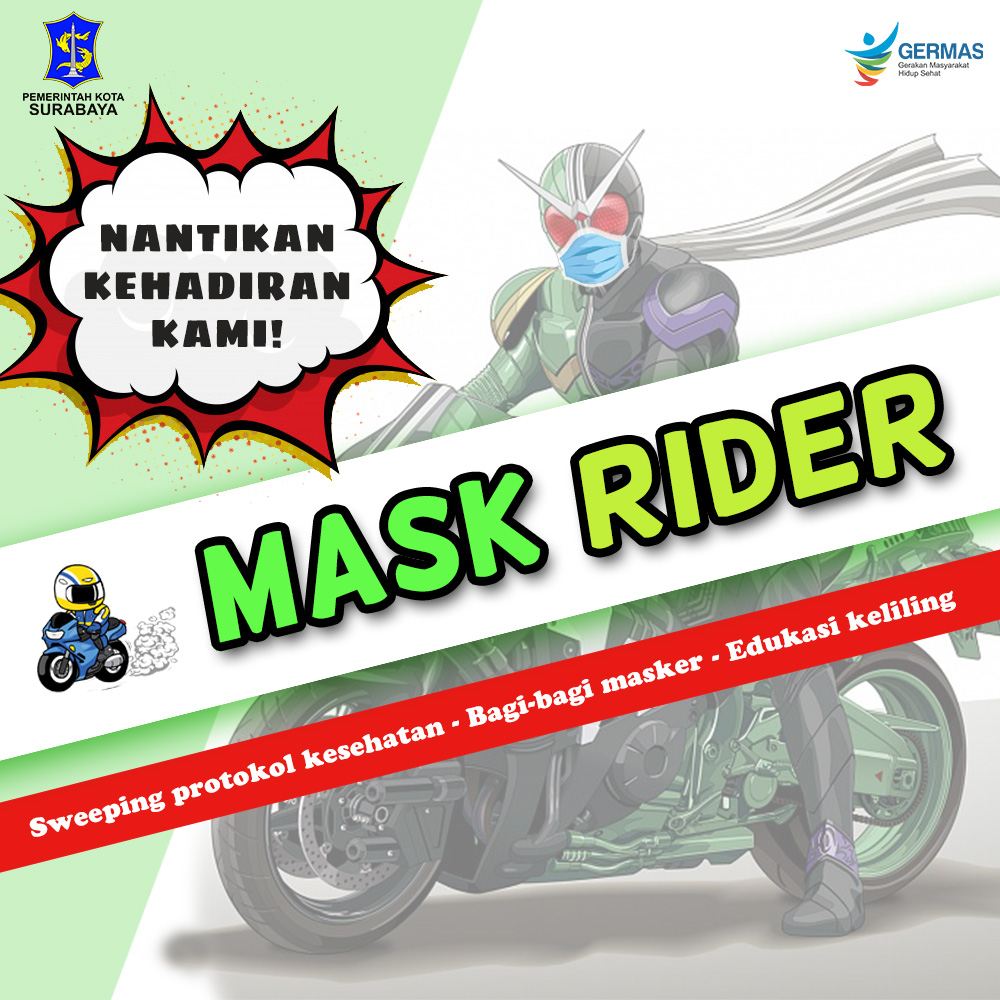 PEMERINTAH KOTA
SURABAYA
GERMAS
Gerakan Masyarakat
Hidup Sehat
NANTIKAN
KEHADIRAN
KAMI!
MASK RIDER
Sweeping protokol kesehatan - Bagi-bagi masker - Edukasi keliling